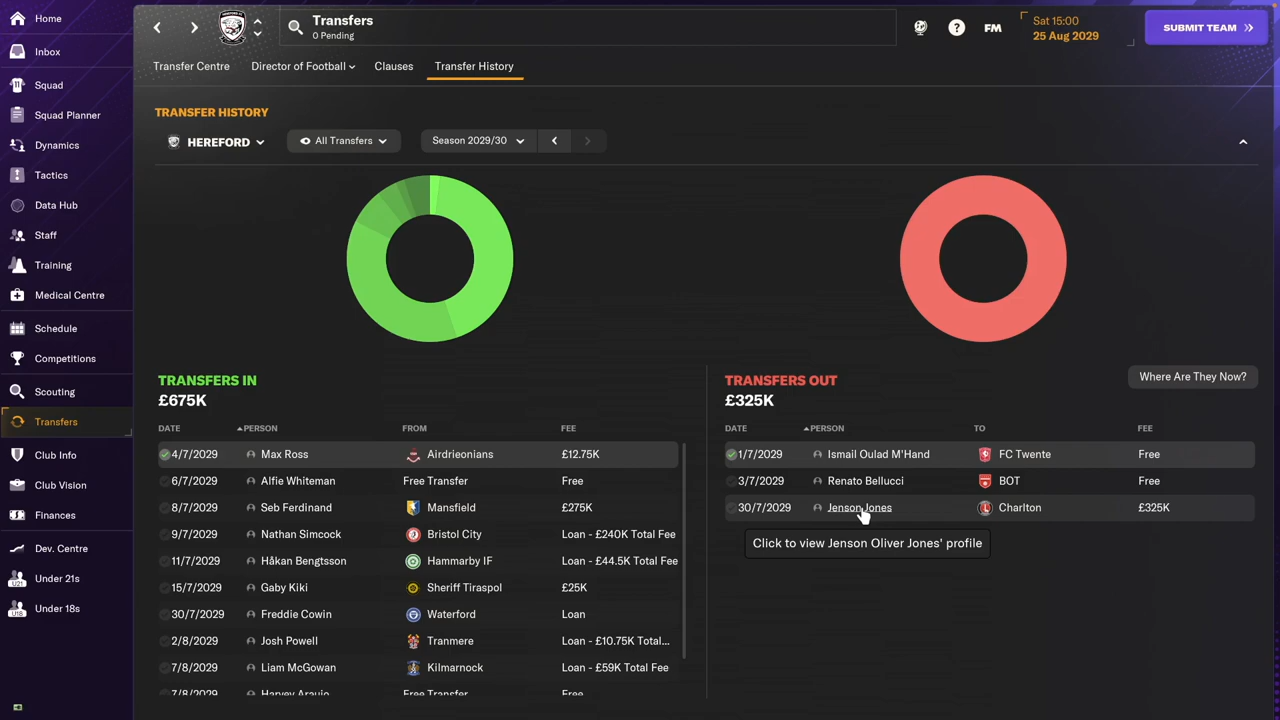 Home
Inbox
Squad
Squad Planner
Dynamics
Tactics
Data Hub
Staff
Training
Medical Centre
Schedule
Competitions
Scouting
Transfers
Club Info
Club Vision
Finances
Dev. Centre
Under 21s
Under 18s
Transfers
0 Pending
FM
Sat 15:00
25 Aug 2029
SUBMIT TEAM
Transfer Centre Director of Football Clauses Transfer History
TRANSFER HISTORY
HEREFORD All Transfers Season 2029/30
TRANSFERS IN
£675K
DATE PERSON FROM FEE
4/7/2029 Max Ross Airdrieonians £12.75K
6/7/2029 Alfie Whiteman Free Transfer Free
8/7/2029 Seb Ferdinand Mansfield £275K
9/7/2029 Nathan Simcock Bristol City Loan - £240K Total Fee
11/7/2029 Håkan Bengtsson Hammarby IF Loan - £44.5K Total Fee
15/7/2029 Gaby Kiki Sheriff Tiraspol £25K
30/7/2029 Freddie Cowin Waterford Loan
2/8/2029 Josh Powell Tranmere Loan - £10.75K Total...
7/8/2029 Liam McGowan Kilmarnock Loan - £59K Total Fee
7/8/2029 Harvey Araujo Free Transfer Free
TRANSFERS OUT
£325K
Where Are They Now?
DATE PERSON TO FEE
1/7/2029 Ismail Oulad M'Hand FC Twente Free
3/7/2029 Renato Bellucci BOT Free
30/7/2029 Jenson Jones Charlton £325K
Click to view Jenson Oliver Jones' profile